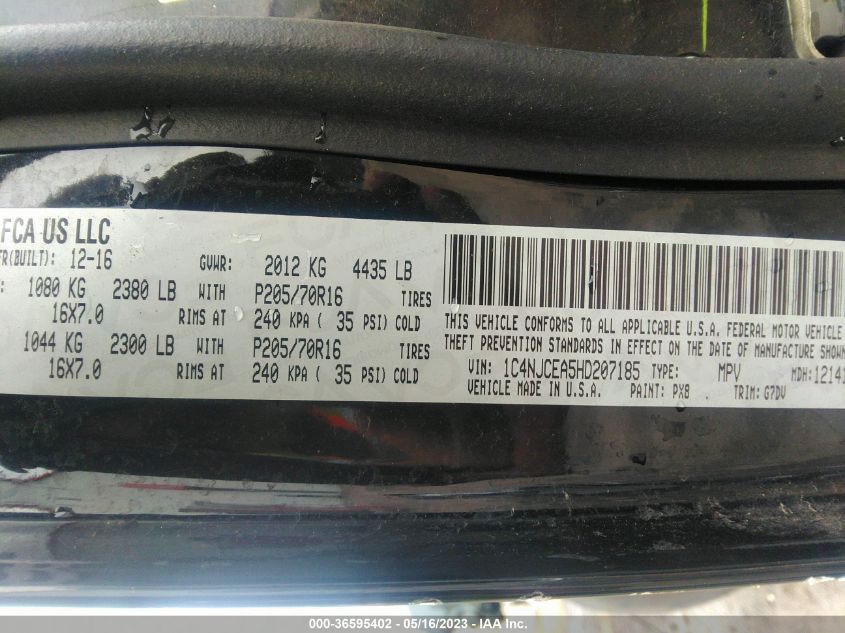 FCA US LLC
FR(BUILT): 12-16 GVWR: 2012 KG 4435 LB
: 1080 KG 2380 LB WITH P205/70R16 TIRES
16X7.0 RIMS AT 240 KPA ( 35 PSI) COLD
1044 KG 2300 LB WITH P205/70R16 TIRES
16X7.0 RIMS AT 240 KPA ( 35 PSI) COLD
THIS VEHICLE CONFORMS TO ALL APPLICABLE U.S.A. FEDERAL MOTOR VEHICLE
THEFT PREVENTION STANDARDS IN EFFECT ON THE DATE OF MANUFACTURE SHOWN
VIN: 1C4NJCEA5HD207185 TYPE: MPV MDH: 12141
VEHICLE MADE IN U.S.A. PAINT: PX8 TRIM: G7DV
000-36595402 - 05/16/2023 - IAA Inc.